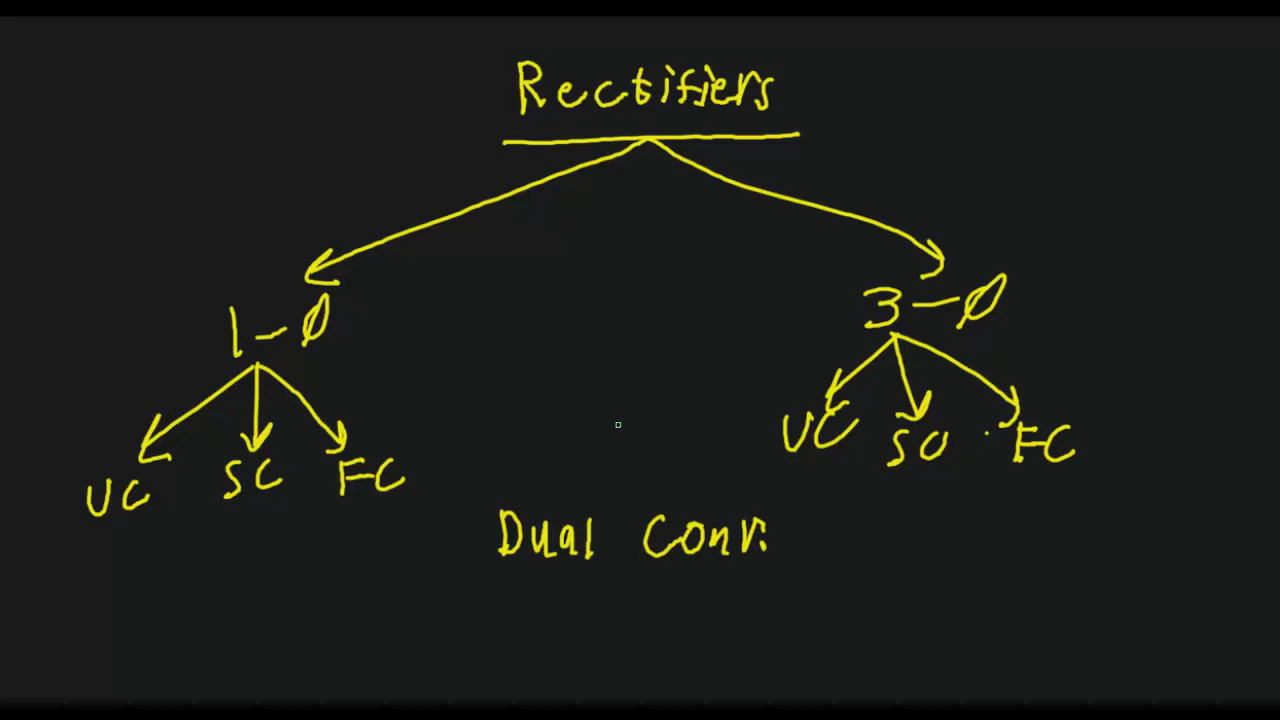 Rectifiers
1-Ø
3-Ø
UC SC FC
UC SC FC
Dual Conv.